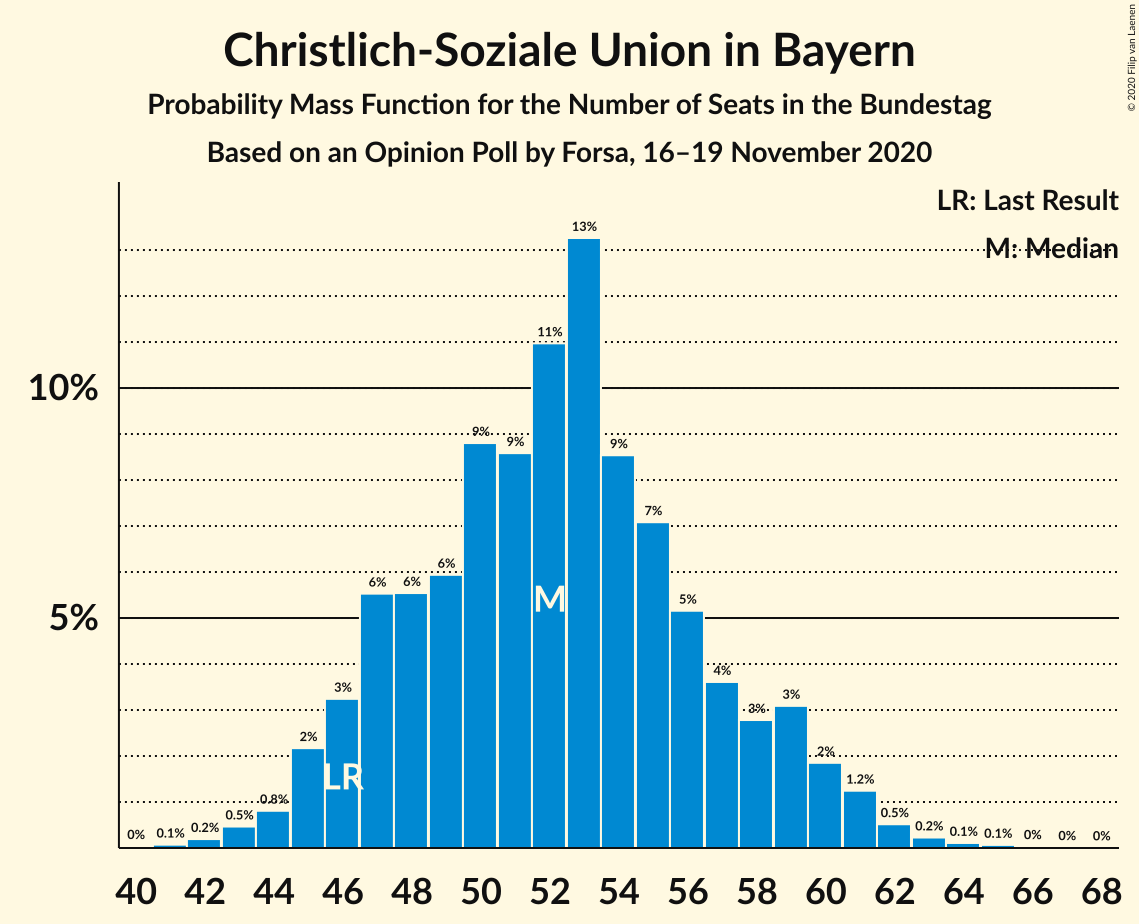 Christlich-Soziale Union in Bayern
Probability Mass Function for the Number of Seats in the Bundestag
Based on an Opinion Poll by Forsa, 16–19 November 2020
© 2020 Filip van Laenen
LR: Last Result
M: Median
10%
5%
0% 0.1% 0.2% 0.5% 0.8% 2% 3% 6% 6% 6% 9% 9% 11% 13% 9% 7% 5% 4% 3% 3% 2% 1.2% 0.5% 0.2% 0.1% 0.1% 0% 0% 0%
LR
M
40 42 44 46 48 50 52 54 56 58 60 62 64 66 68